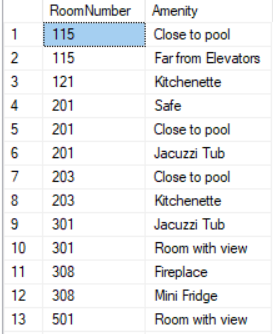 RoomNumber Amenity
1 115 Close to pool
2 115 Far from Elevators
3 121 Kitchenette
4 201 Safe
5 201 Close to pool
6 201 Jacuzzi Tub
7 203 Close to pool
8 203 Kitchenette
9 301 Jacuzzi Tub
10 301 Room with view
11 308 Fireplace
12 308 Mini Fridge
13 501 Room with view